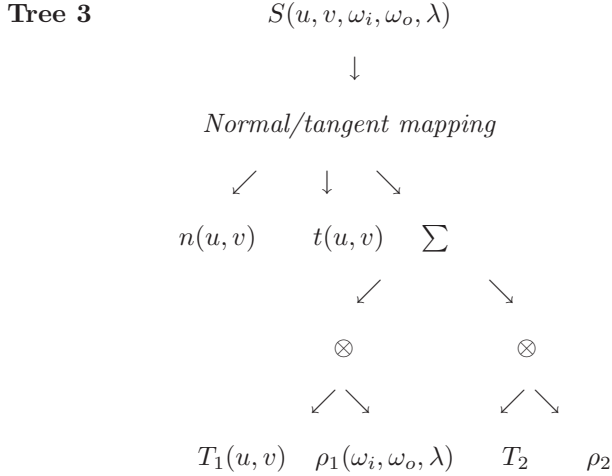 Tree 3 S(u, v, ω_i, ω_o, λ)
↓
Normal/tangent mapping
↙ ↓ ↘
n(u, v) t(u, v) ∑
↙ ↘
⊗ ⊗
↙ ↘ ↙ ↘
T_1(u, v) ρ_1(ω_i, ω_o, λ) T_2 ρ_2